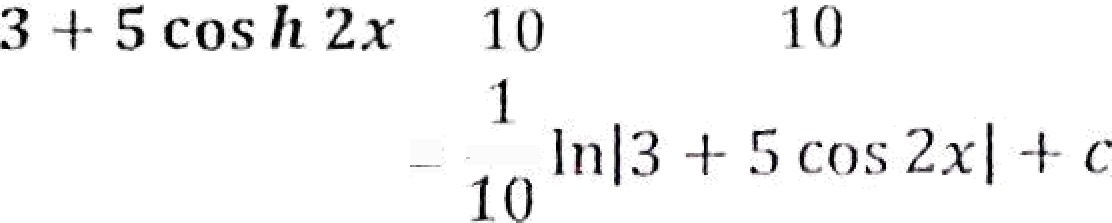 3 + 5 cos h 2x 10 10
- 1/10 ln|3 + 5 cos 2x| + c